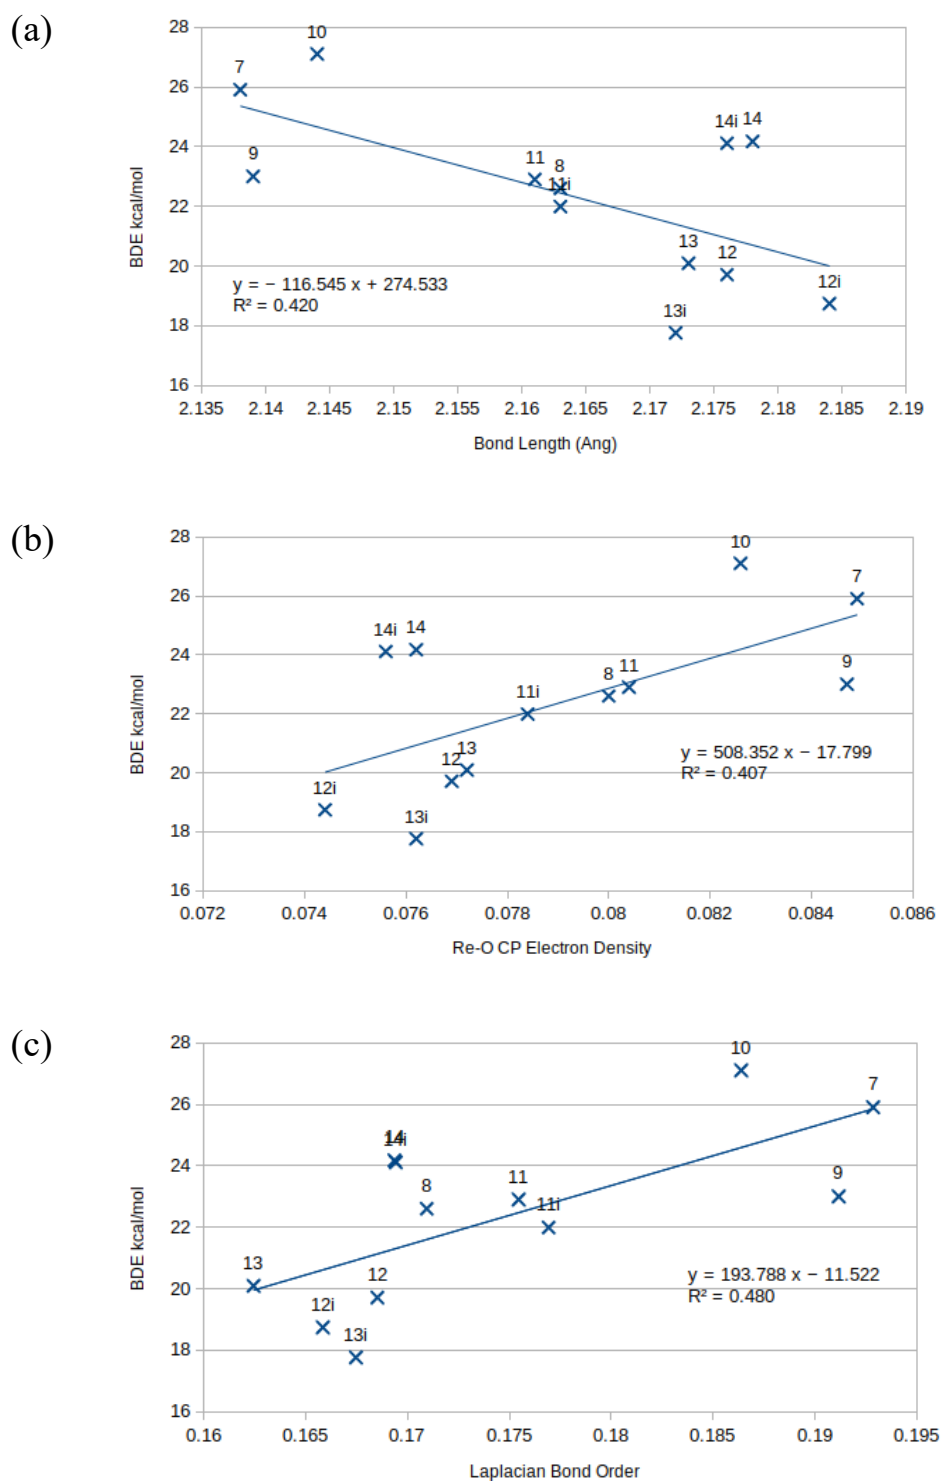 (a)
28
26
24
22
20
18
16
BDE kcal/mol
7
10
9
11
8
11i
14i
14
13
12
13i
12i
y = − 116.545 x + 274.533
R² = 0.420
2.135
2.14
2.145
2.15
2.155
2.16
2.165
2.17
2.175
2.18
2.185
2.19
Bond Length (Ang)
(b)
28
26
24
22
20
18
16
BDE kcal/mol
10
7
14i
14
9
8
11
11i
12
13
12i
13i
y = 508.352 x − 17.799
R² = 0.407
0.072
0.074
0.076
0.078
0.08
0.082
0.084
0.086
Re-O CP Electron Density
(c)
28
26
24
22
20
18
16
BDE kcal/mol
10
7
14
14i
8
11
11i
9
13
12
12i
13i
y = 193.788 x − 11.522
R² = 0.480
0.16
0.165
0.17
0.175
0.18
0.185
0.19
0.195
Laplacian Bond Order